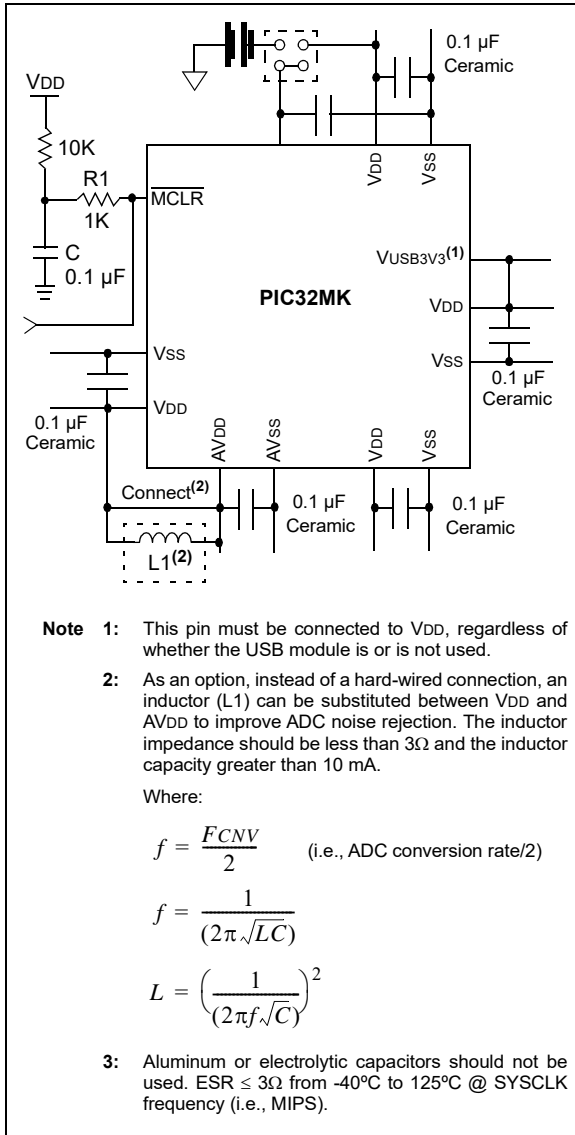 0.1 µF
Ceramic
VDD
10K
R1
1K
C
0.1 µF
MCLR
VDD
VSS
VUSB3V3(1)
PIC32MK
VDD
VSS
VSS
VDD
0.1 µF
Ceramic
0.1 µF
Ceramic
AVDD
AVSS
VDD
VSS
Connect(2)
L1(2)
0.1 µF
Ceramic
0.1 µF
Ceramic
Note 1: This pin must be connected to VDD, regardless of
whether the USB module is or is not used.
2: As an option, instead of a hard-wired connection, an
inductor (L1) can be substituted between VDD and
AVDD to improve ADC noise rejection. The inductor
impedance should be less than 3Ω and the inductor
capacity greater than 10 mA.
Where:
f = FCNV / 2 (i.e., ADC conversion rate/2)
f = 1 / (2π√LC)
L = (1 / (2πf√C))²
3: Aluminum or electrolytic capacitors should not be
used. ESR ≤ 3Ω from -40ºC to 125ºC @ SYSCLK
frequency (i.e., MIPS).